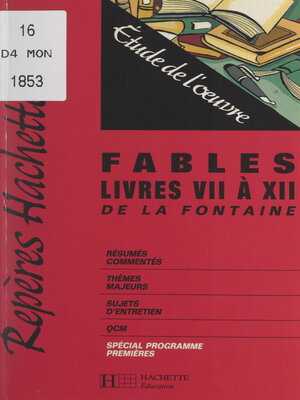 16
D4 MON
1853
Étude de l'œuvre
Repères Hachette
FABLES
LIVRES VII À XII
DE LA FONTAINE
RÉSUMÉS
COMMENTÉS
THÈMES
MAJEURS
SUJETS
D'ENTRETIEN
QCM
SPÉCIAL PROGRAMME
PREMIÈRES
H HACHETTE
Éducation